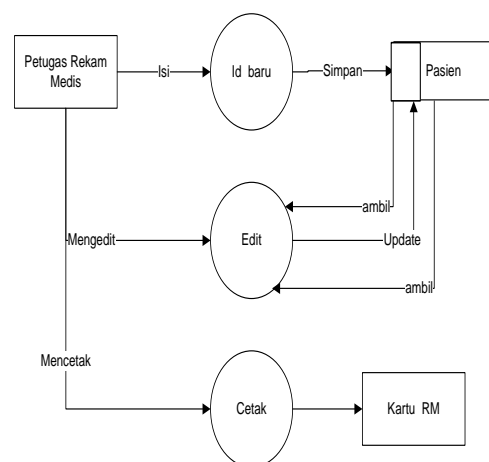 Petugas Rekam
Medis
Isi
Id baru
Simpan
Pasien
ambil
Mengedit
Edit
Update
ambil
Mencetak
Cetak
Kartu RM